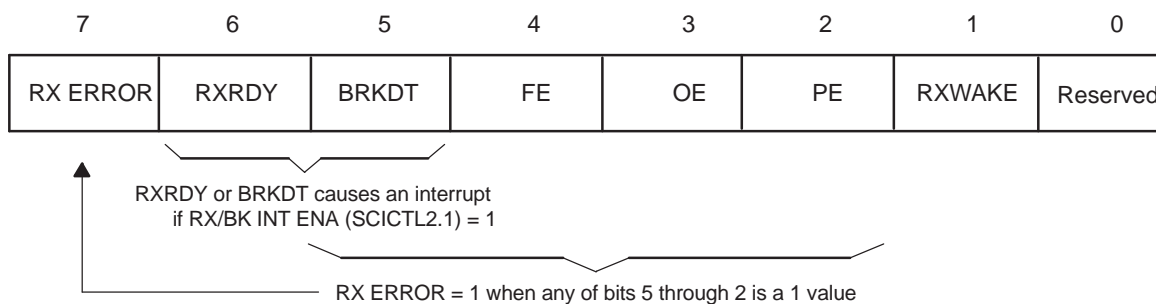 7 6 5 4 3 2 1 0
RX ERROR RXRDY BRKDT FE OE PE RXWAKE Reserved
RXRDY or BRKDT causes an interrupt
if RX/BK INT ENA (SCICTL2.1) = 1
RX ERROR = 1 when any of bits 5 through 2 is a 1 value